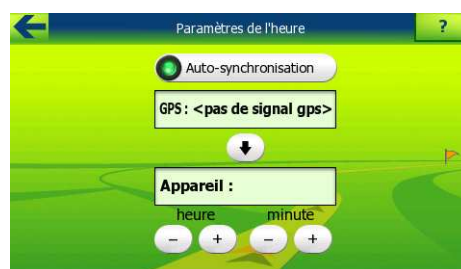 Paramètres de l'heure ?
Auto-synchronisation
GPS : <pas de signal gps>
Appareil :
heure minute
- + - +